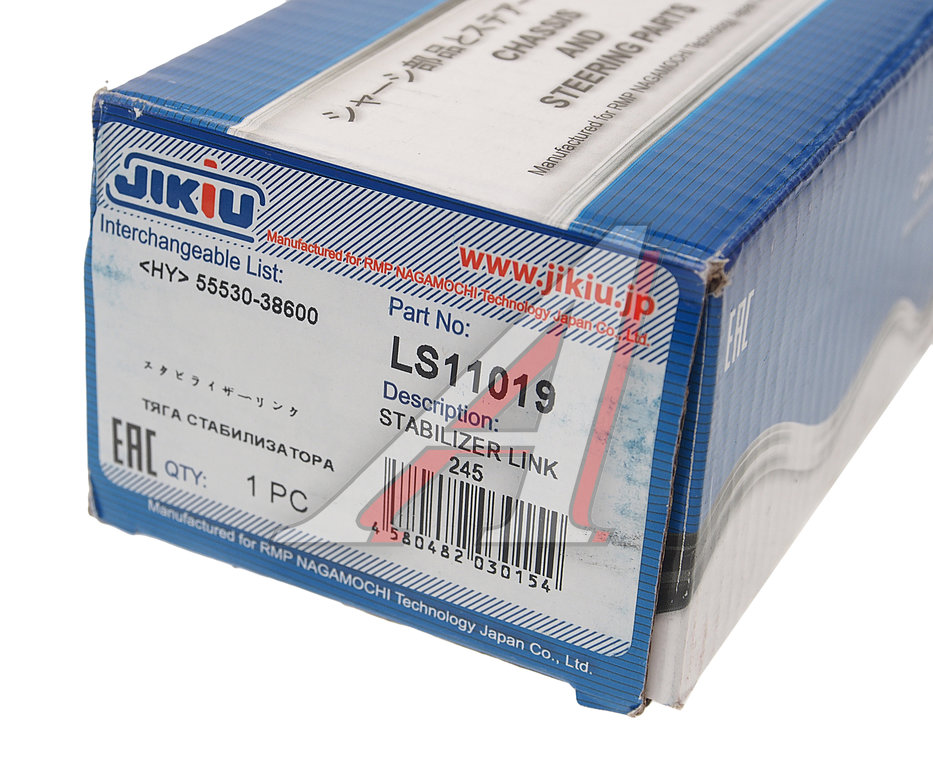 シャーシ部品とステアー
CHASSIS
AND
STEERING PARTS
Manufactured for RMP NAGAMOCHI Technology
JIKIU
Interchangeable List:
<HY> 55530-38600
Manufactured for RMP NAGAMOCHI Technology Japan Co., Ltd.
www.jikiu.jp
Part No:
LS11019
Description:
STABILIZER LINK
245
スタビライザーリンク
ТЯГА СТАБИЛИЗАТОРА
EAC
QTY: 1 PC
4 580482 030154
Manufactured for RMP NAGAMOCHI Technology Japan Co., Ltd.
EAC